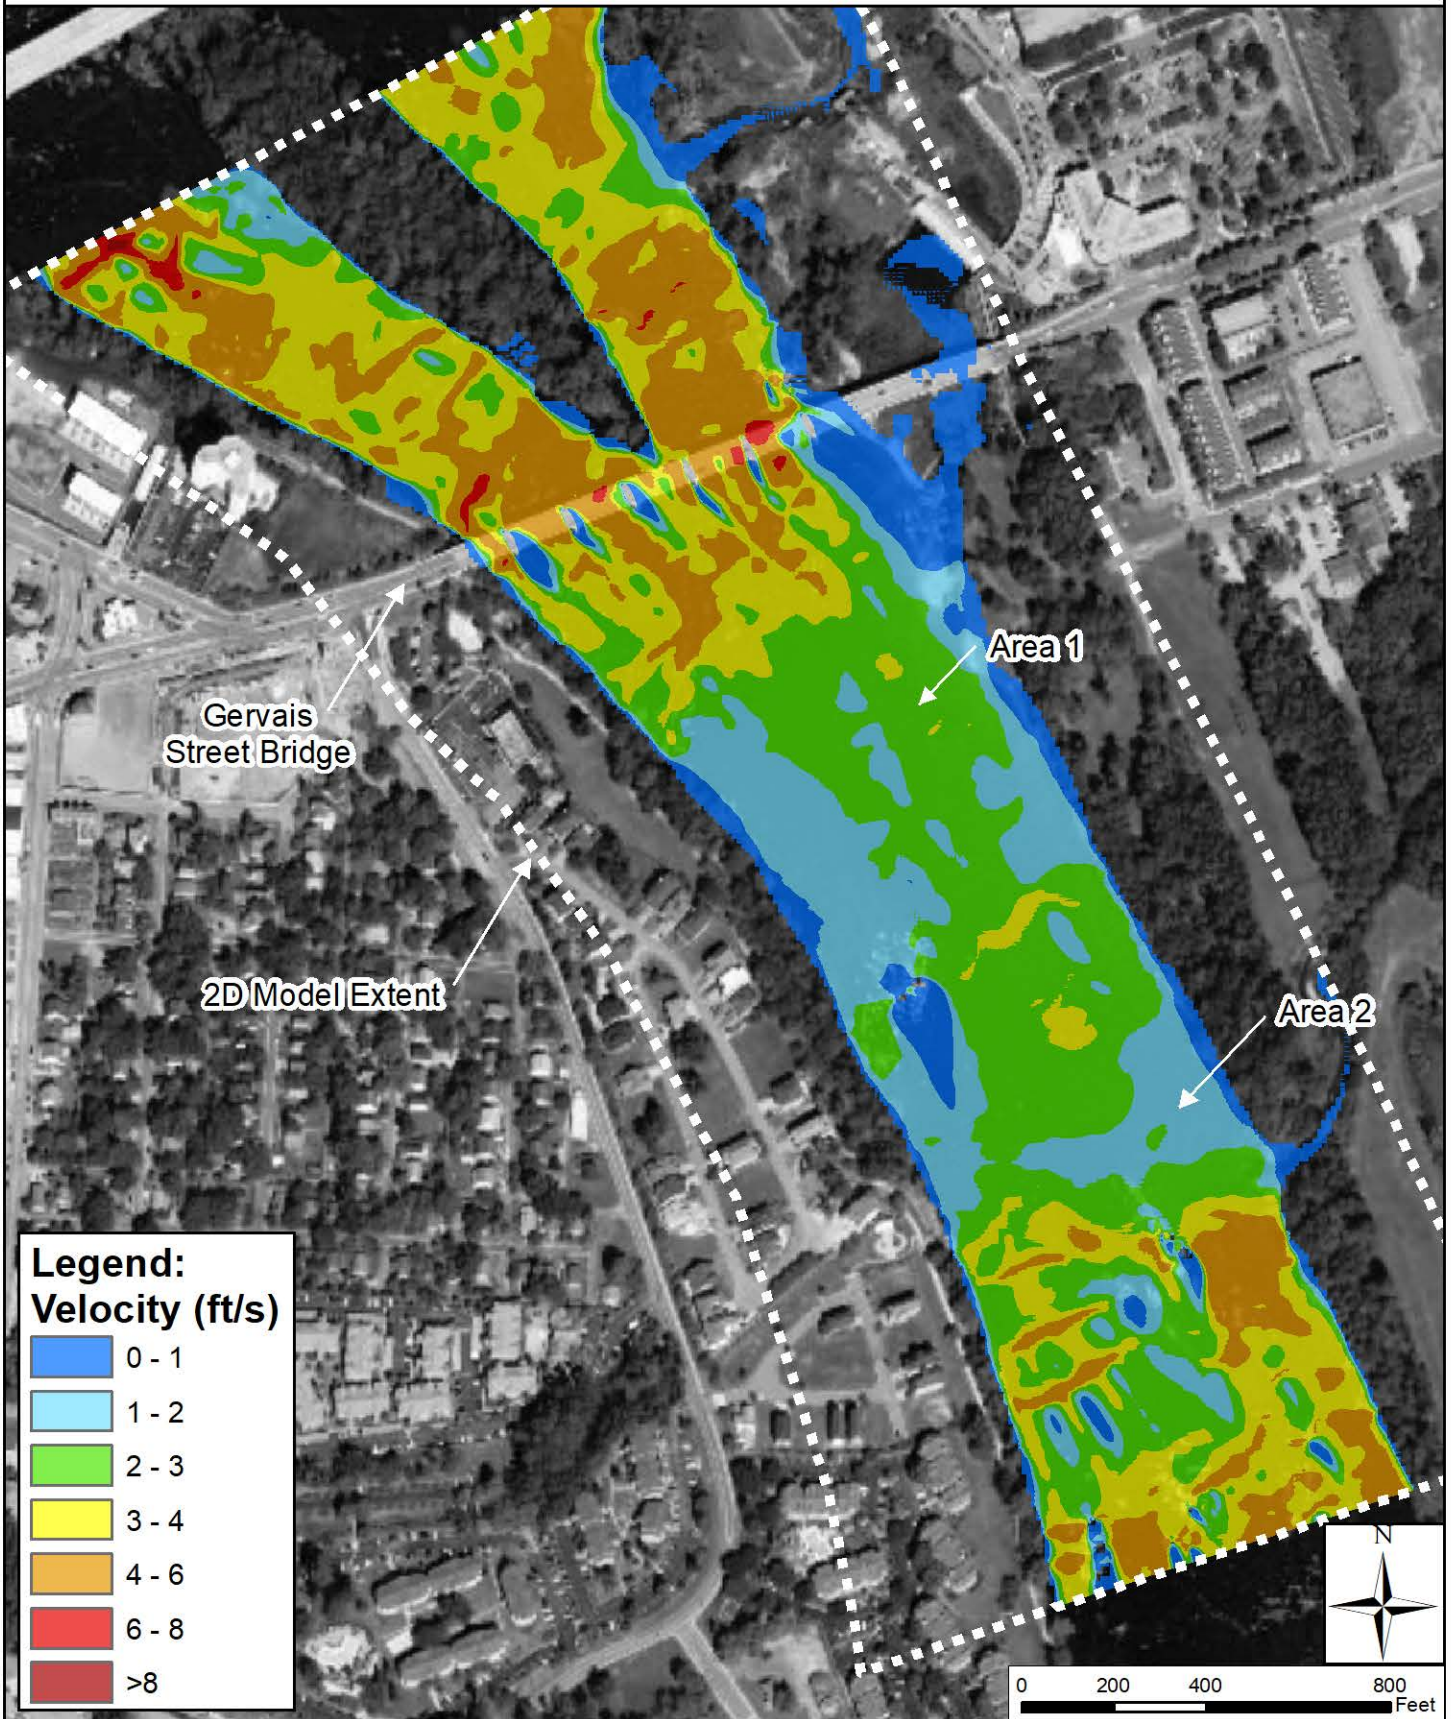 Area 1
Gervais
Street Bridge
2D Model Extent
Area 2
Legend:
Velocity (ft/s)
0 - 1
1 - 2
2 - 3
3 - 4
4 - 6
6 - 8
>8
N
0 200 400 800
Feet